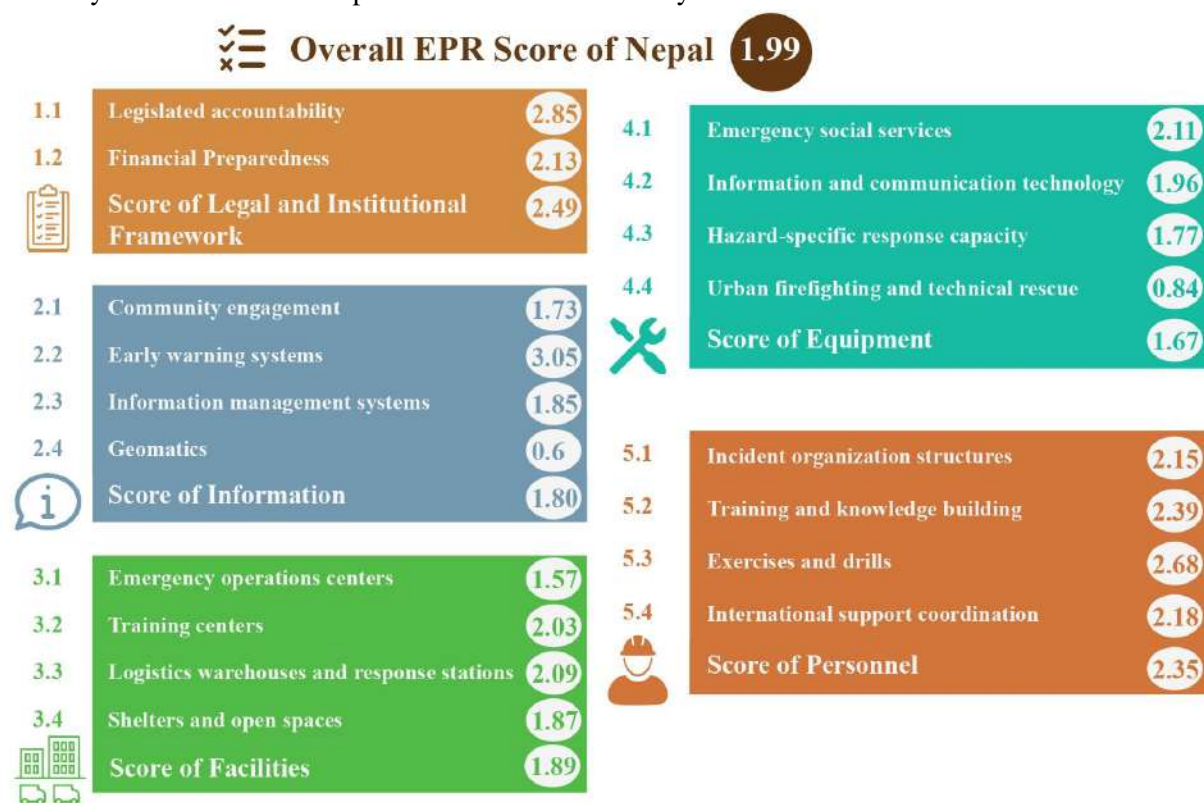 Overall EPR Score of Nepal 1.99
1.1 Legislated accountability 2.85
1.2 Financial Preparedness 2.13
Score of Legal and Institutional 2.49
Framework
2.1 Community engagement 1.73
2.2 Early warning systems 3.05
2.3 Information management systems 1.85
2.4 Geomatics 0.6
Score of Information 1.80
3.1 Emergency operations centers 1.57
3.2 Training centers 2.03
3.3 Logistics warehouses and response stations 2.09
3.4 Shelters and open spaces 1.87
Score of Facilities 1.89
4.1 Emergency social services 2.11
4.2 Information and communication technology 1.96
4.3 Hazard-specific response capacity 1.77
4.4 Urban firefighting and technical rescue 0.84
Score of Equipment 1.67
5.1 Incident organization structures 2.15
5.2 Training and knowledge building 2.39
5.3 Exercises and drills 2.68
5.4 International support coordination 2.18
Score of Personnel 2.35